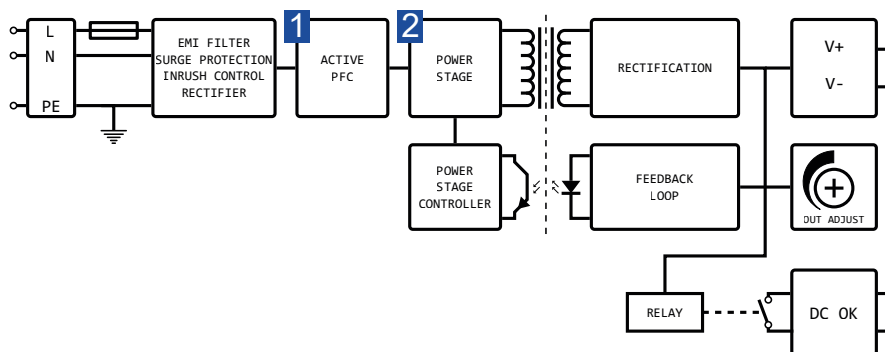 L
N
PE
EMI FILTER
SURGE PROTECTION
INRUSH CONTROL
RECTIFIER
1
ACTIVE
PFC
2
POWER
STAGE
RECTIFICATION
V+
V-
POWER
STAGE
CONTROLLER
FEEDBACK
LOOP
OUT ADJUST
RELAY
DC OK